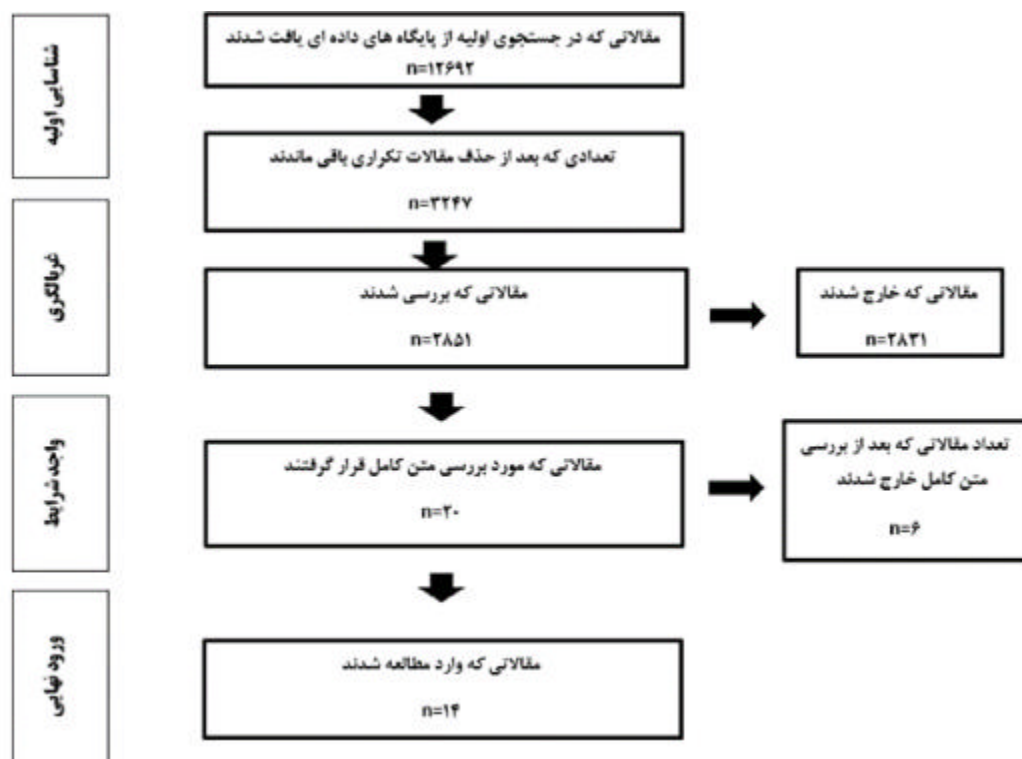 شناسایی اولیه
مقالاتی که در جستجوی اولیه از پایگاه های داده ای یافت شدند
n=۱۲۶۹۲
تعدادی که بعد از حذف مقالات تکراری باقی ماندند
n=۳۲۴۷
غربالگری
مقالاتی که بررسی شدند
n=۲۸۵۱
مقالاتی که خارج شدند
n=۲۸۳۱
واجد شرایط
مقالاتی که مورد بررسی متن کامل قرار گرفتند
n=۲۰
تعداد مقالاتی که بعد از بررسی
متن کامل خارج شدند
n=۶
ورود نهایی
مقالاتی که وارد مطالعه شدند
n=۱۴